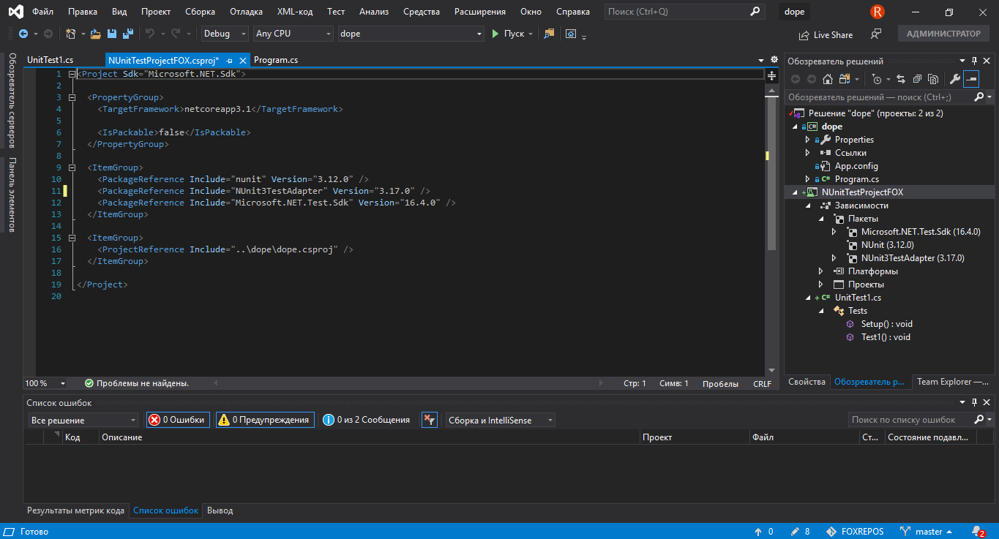 Файл Правка Вид Проект Сборка Отладка XML-код Тест Анализ Средства Расширения Окно Справка Поиск (Ctrl+Q) dope R
Debug Any CPU dope Пуск Live Share АДМИНИСТРАТОР
Обозреватель серверов
Панель элементов
UnitTest1.cs NUnitTestProjectFOX.csproj* Program.cs
1 <Project Sdk="Microsoft.NET.Sdk">
2
3 <PropertyGroup>
4 <TargetFramework>netcoreapp3.1</TargetFramework>
5
6 <IsPackable>false</IsPackable>
7 </PropertyGroup>
8
9 <ItemGroup>
10 <PackageReference Include="nunit" Version="3.12.0" />
11 <PackageReference Include="NUnit3TestAdapter" Version="3.17.0" />
12 <PackageReference Include="Microsoft.NET.Test.Sdk" Version="16.4.0" />
13 </ItemGroup>
14
15 <ItemGroup>
16 <ProjectReference Include="..\dope\dope.csproj" />
17 </ItemGroup>
18
19 </Project>
20
100 % Проблемы не найдены. Стр: 1 Симв: 1 Пробелы CRLF
Обозреватель решений
Обозреватель решений — поиск (Ctrl+;)
Решение "dope" (проекты: 2 из 2)
C# dope
Properties
Ссылки
App.config
C# Program.cs
NUnitTestProjectFOX
Зависимости
Пакеты
Microsoft.NET.Test.Sdk (16.4.0)
NUnit (3.12.0)
NUnit3TestAdapter (3.17.0)
Платформы
Проекты
C# UnitTest1.cs
Tests
Setup() : void
Test1() : void
Свойства Обозреватель р... Team Explorer —...
Список ошибок
Все решение 0 Ошибки 0 Предупреждения 0 из 2 Сообщения Сборка и IntelliSense Поиск по списку ошибок
Код Описание Проект Файл Ст... Состояние подавл...
Результаты метрик кода Список ошибок Вывод
Готово 0 8 FOXREPOS master 2